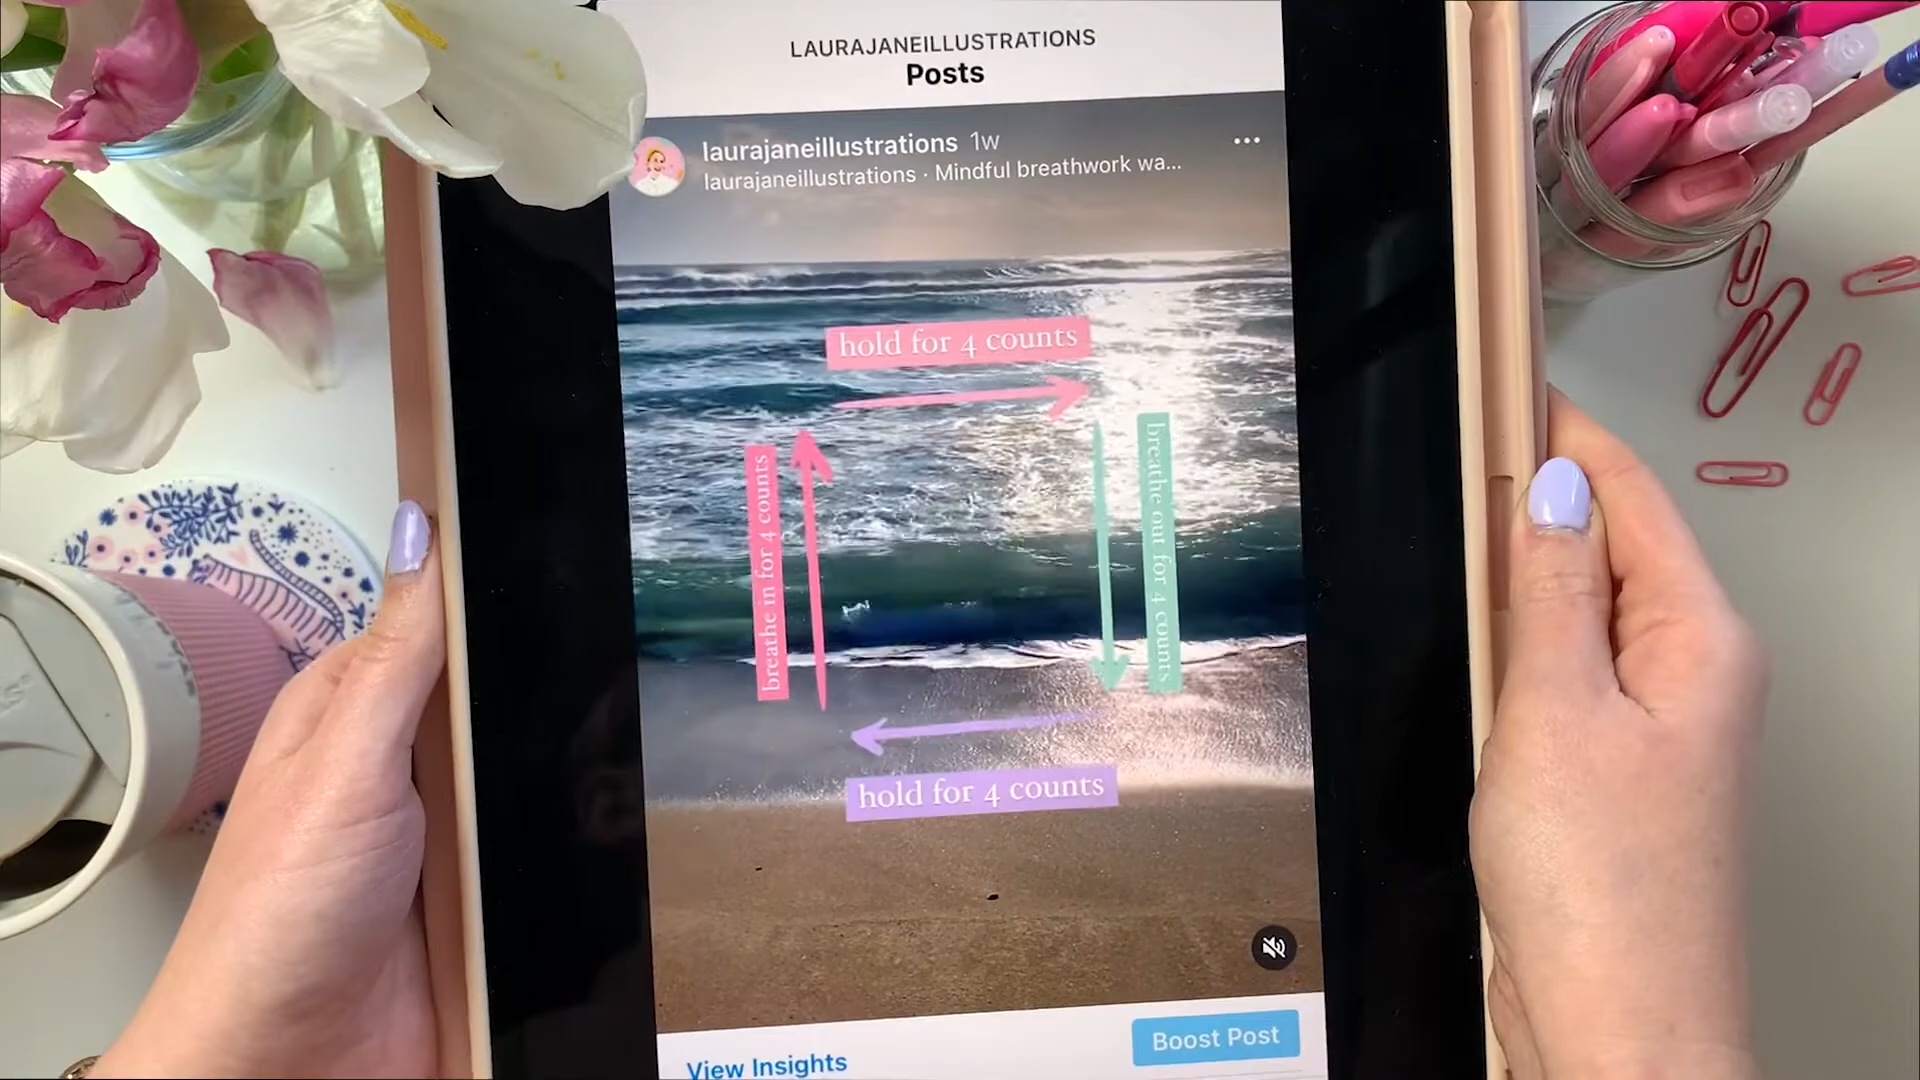 LAURAJANEILLUSTRATIONS
Posts
laurajaneillustrations 1w
laurajaneillustrations · Mindful breathwork wa...
hold for 4 counts
breathe in for 4 counts
breathe out for 4 counts
hold for 4 counts
View Insights
Boost Post